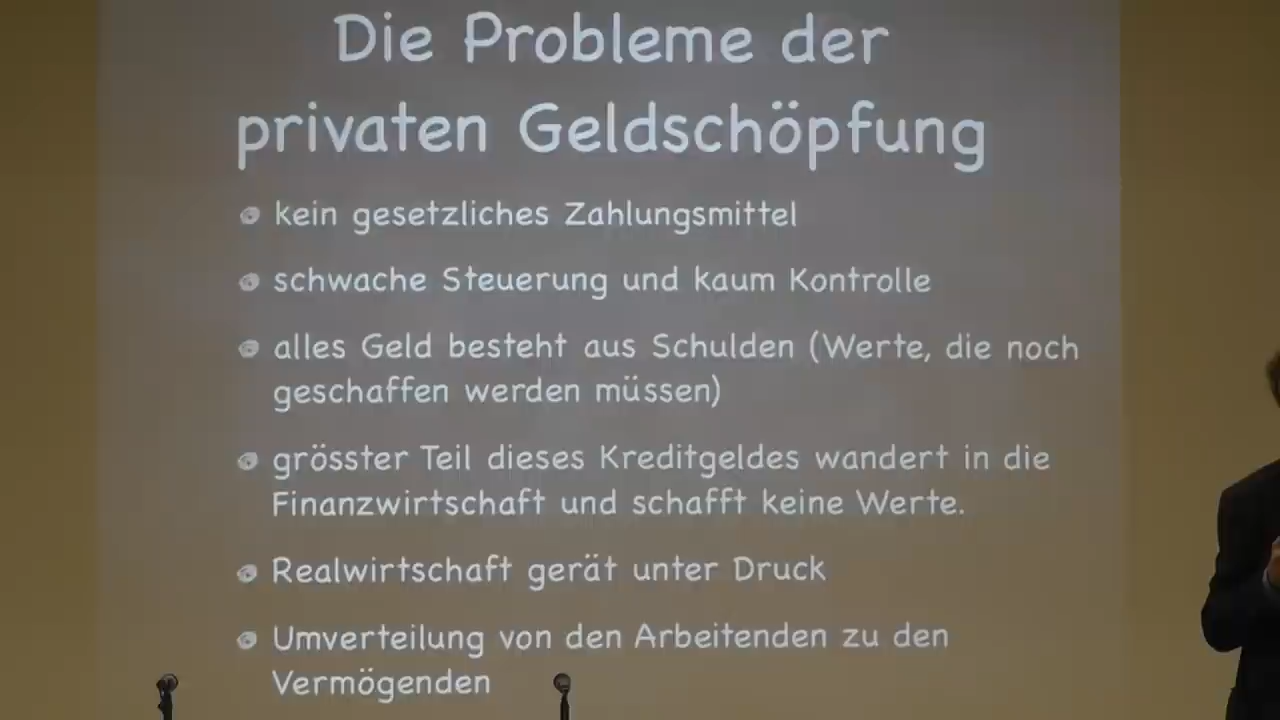 Die Probleme der
privaten Geldschöpfung
kein gesetzliches Zahlungsmittel
schwache Steuerung und kaum Kontrolle
alles Geld besteht aus Schulden (Werte, die noch
geschaffen werden müssen)
grösster Teil dieses Kreditgeldes wandert in die
Finanzwirtschaft und schafft keine Werte.
Realwirtschaft gerät unter Druck
Umverteilung von den Arbeitenden zu den
Vermögenden